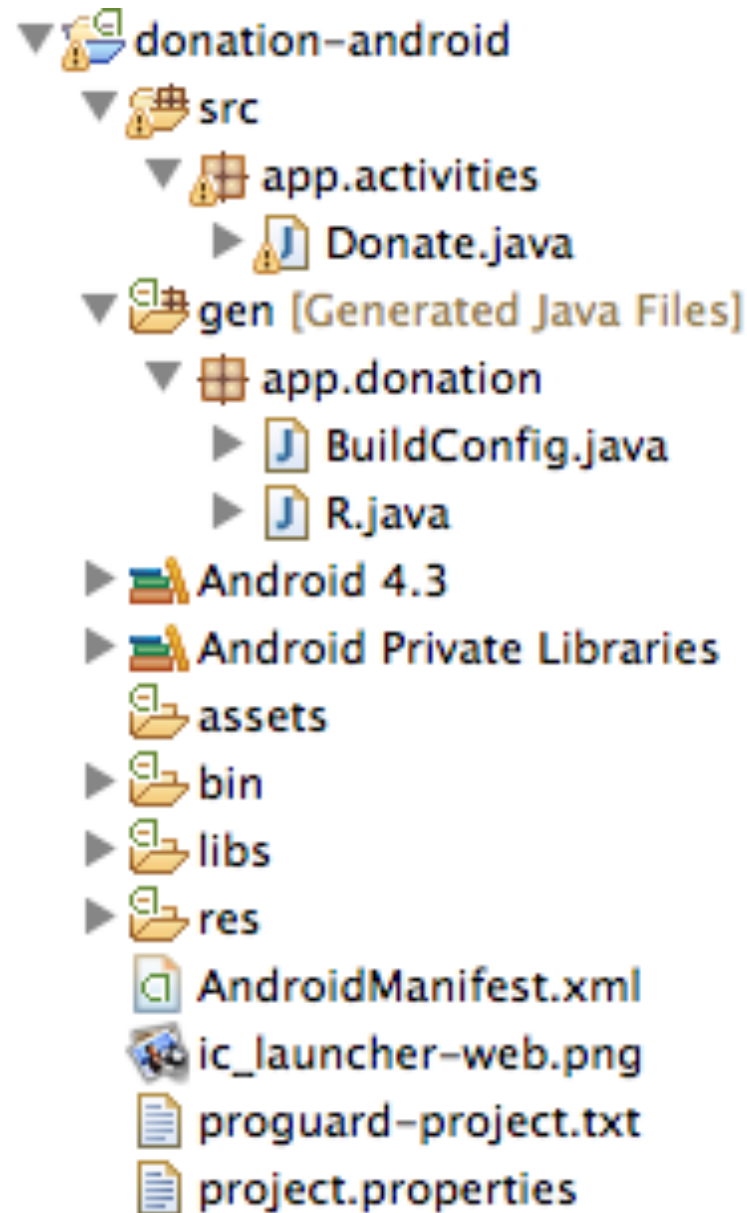 donation-android
src
app.activities
Donate.java
gen [Generated Java Files]
app.donation
BuildConfig.java
R.java
Android 4.3
Android Private Libraries
assets
bin
libs
res
AndroidManifest.xml
ic_launcher-web.png
proguard-project.txt
project.properties